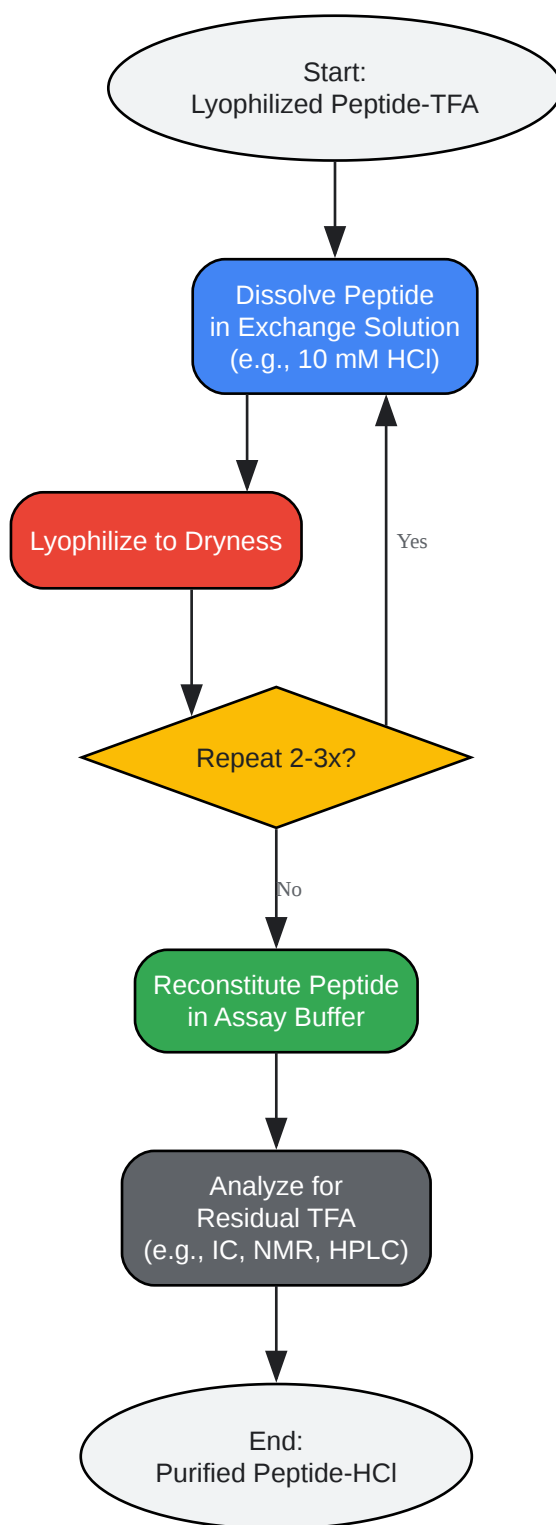 Start:
Lyophilized Peptide-TFA
Dissolve Peptide
in Exchange Solution
(e.g., 10 mM HCl)
Lyophilize to Dryness
Yes
Repeat 2-3x?
No
Reconstitute Peptide
in Assay Buffer
Analyze for
Residual TFA
(e.g., IC, NMR, HPLC)
End:
Purified Peptide-HCl